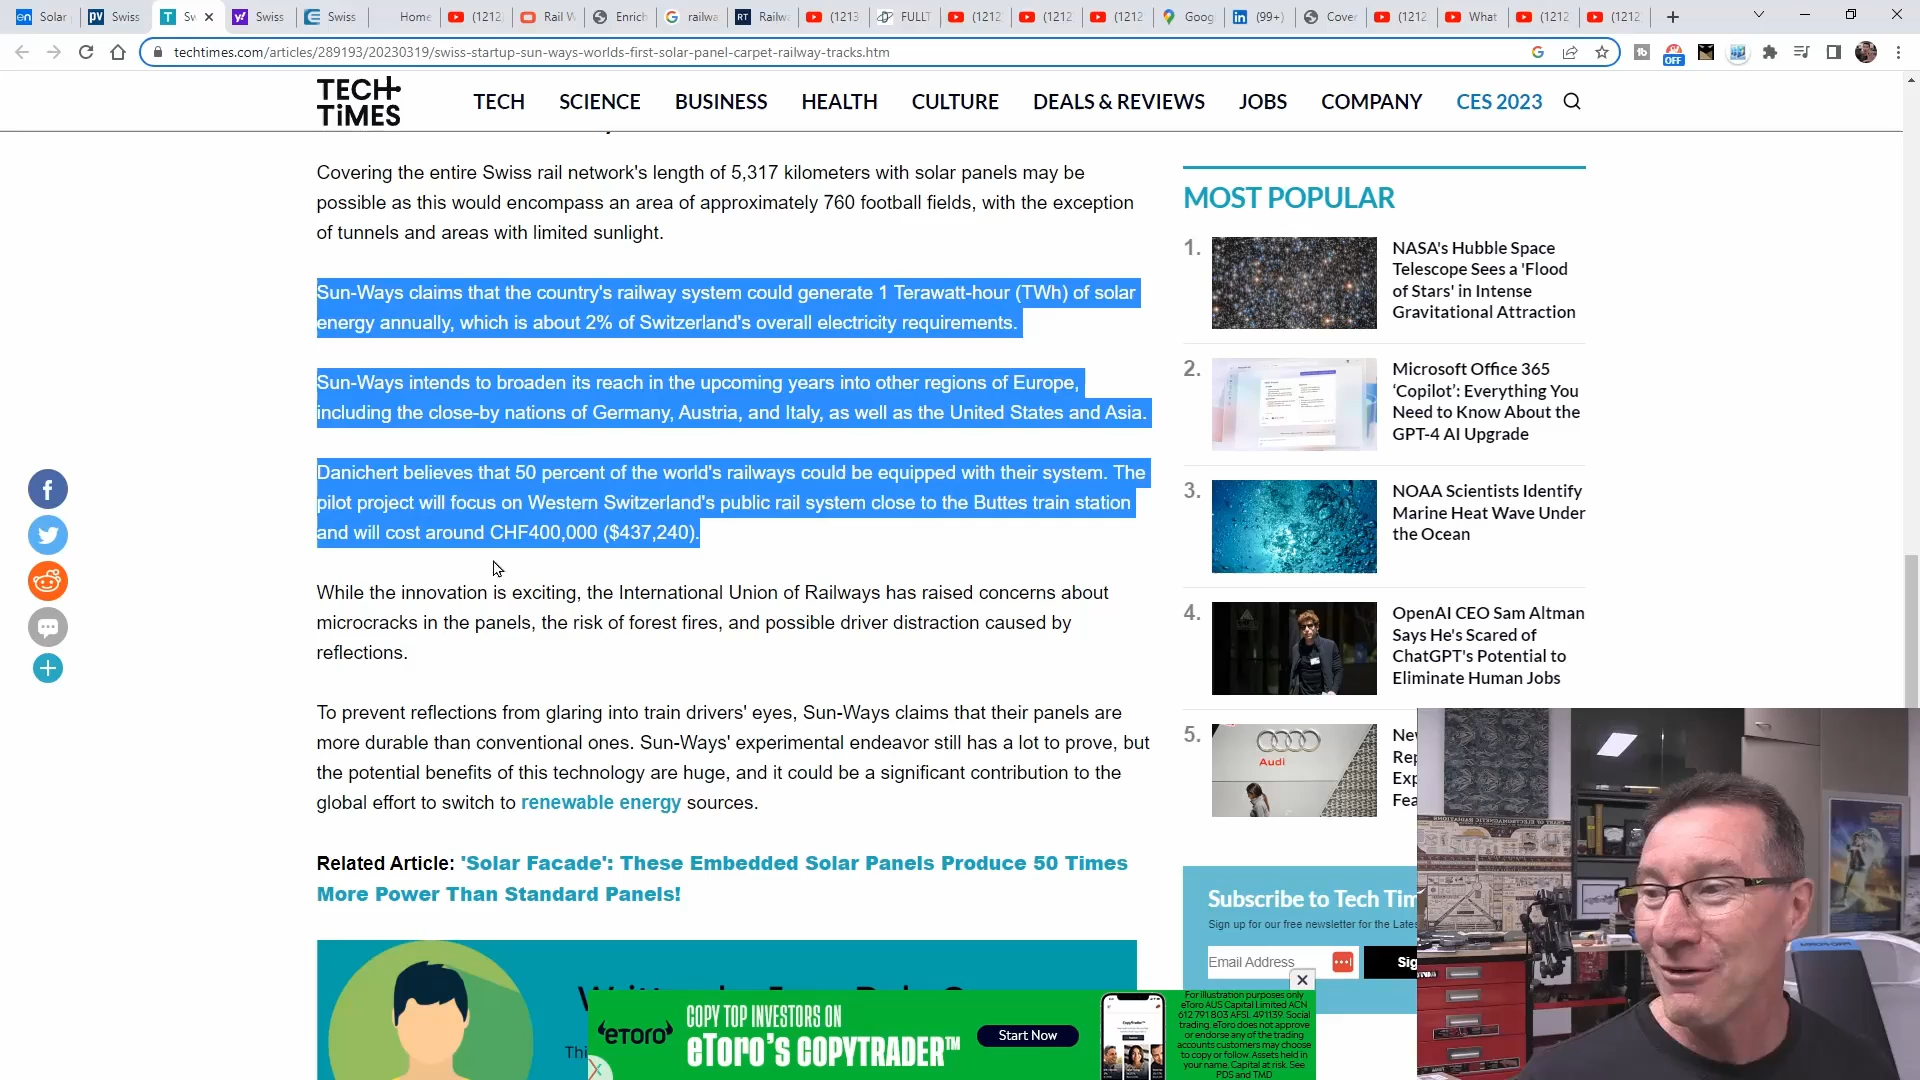 Solar
Swiss
Sw
Swiss
Swiss
Home
(1212
Rail W
Enrich
railwa
Railwa
(1213
FULLT
(1212
(1212
(1212
Goog
(99+)
Cover
(1212
What
(1212
(1212
techtimes.com/articles/289193/20230319/swiss-startup-sun-ways-worlds-first-solar-panel-carpet-railway-tracks.htm
OFF
TECH TIMES
TECH SCIENCE BUSINESS HEALTH CULTURE DEALS & REVIEWS JOBS COMPANY CES 2023
Covering the entire Swiss rail network's length of 5,317 kilometers with solar panels may be
possible as this would encompass an area of approximately 760 football fields, with the exception
of tunnels and areas with limited sunlight.
Sun-Ways claims that the country's railway system could generate 1 Terawatt-hour (TWh) of solar
energy annually, which is about 2% of Switzerland's overall electricity requirements.
Sun-Ways intends to broaden its reach in the upcoming years into other regions of Europe,
including the close-by nations of Germany, Austria, and Italy, as well as the United States and Asia.
Danichert believes that 50 percent of the world's railways could be equipped with their system. The
pilot project will focus on Western Switzerland's public rail system close to the Buttes train station
and will cost around CHF400,000 ($437,240).
While the innovation is exciting, the International Union of Railways has raised concerns about
microcracks in the panels, the risk of forest fires, and possible driver distraction caused by
reflections.
To prevent reflections from glaring into train drivers' eyes, Sun-Ways claims that their panels are
more durable than conventional ones. Sun-Ways' experimental endeavor still has a lot to prove, but
the potential benefits of this technology are huge, and it could be a significant contribution to the
global effort to switch to renewable energy sources.
Related Article: 'Solar Facade': These Embedded Solar Panels Produce 50 Times
More Power Than Standard Panels!
MOST POPULAR
1.
NASA's Hubble Space
Telescope Sees a 'Flood
of Stars' in Intense
Gravitational Attraction
2.
Microsoft Office 365
‘Copilot’: Everything You
Need to Know About the
GPT-4 AI Upgrade
3.
NOAA Scientists Identify
Marine Heat Wave Under
the Ocean
4.
OpenAI CEO Sam Altman
Says He's Scared of
ChatGPT's Potential to
Eliminate Human Jobs
5.
Audi
Ne
Rep
Exp
Fea
Subscribe to Tech Tim
Sign up for our free newsletter for the Lates
Email Address
Sig
Thi
eToro
COPY TOP INVESTORS ON
eToro's COPYTRADER™
Start Now
For illustration purposes only
eToro AUS Capital Limited ACN
612 791 803 AFSL 491139. Social
trading. eToro does not approve
or endorse any of the trading
accounts customers may choose
to copy or follow. Assets held in
your name. Capital at risk. See
PDS and TMD